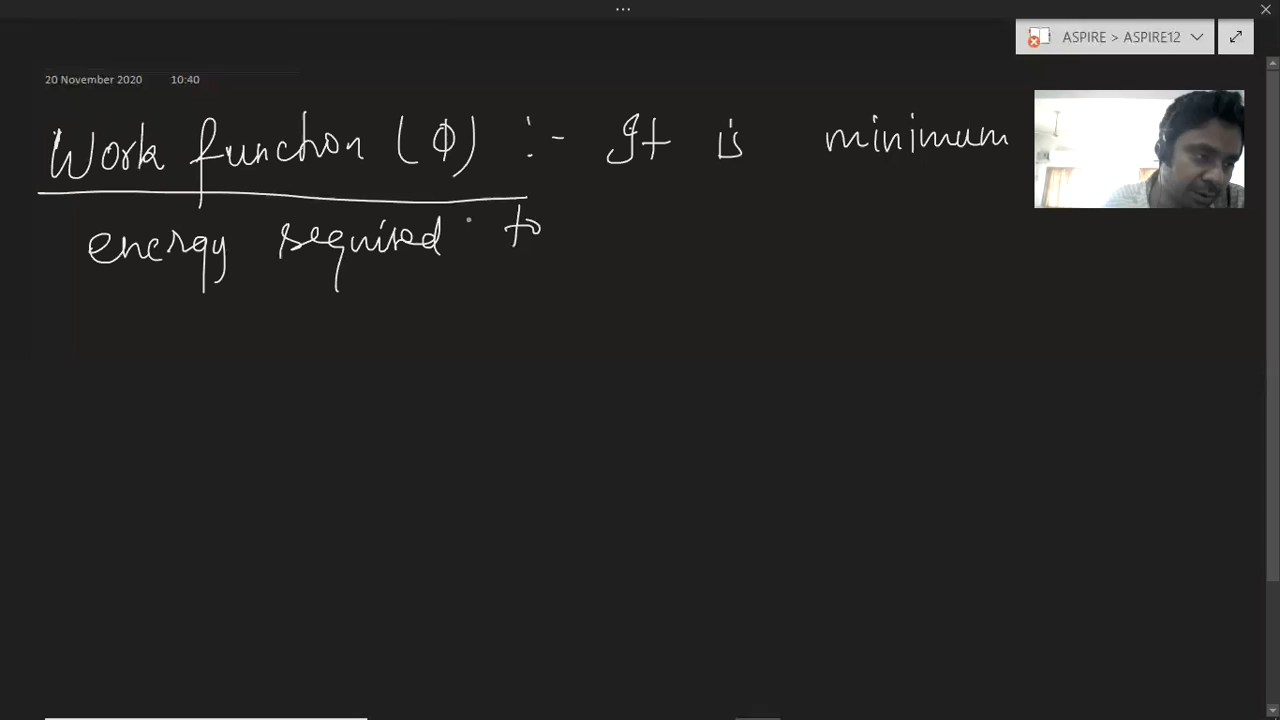 ASPIRE > ASPIRE12
20 November 2020 10:40
Work function (Φ) :- It is minimum
energy required to